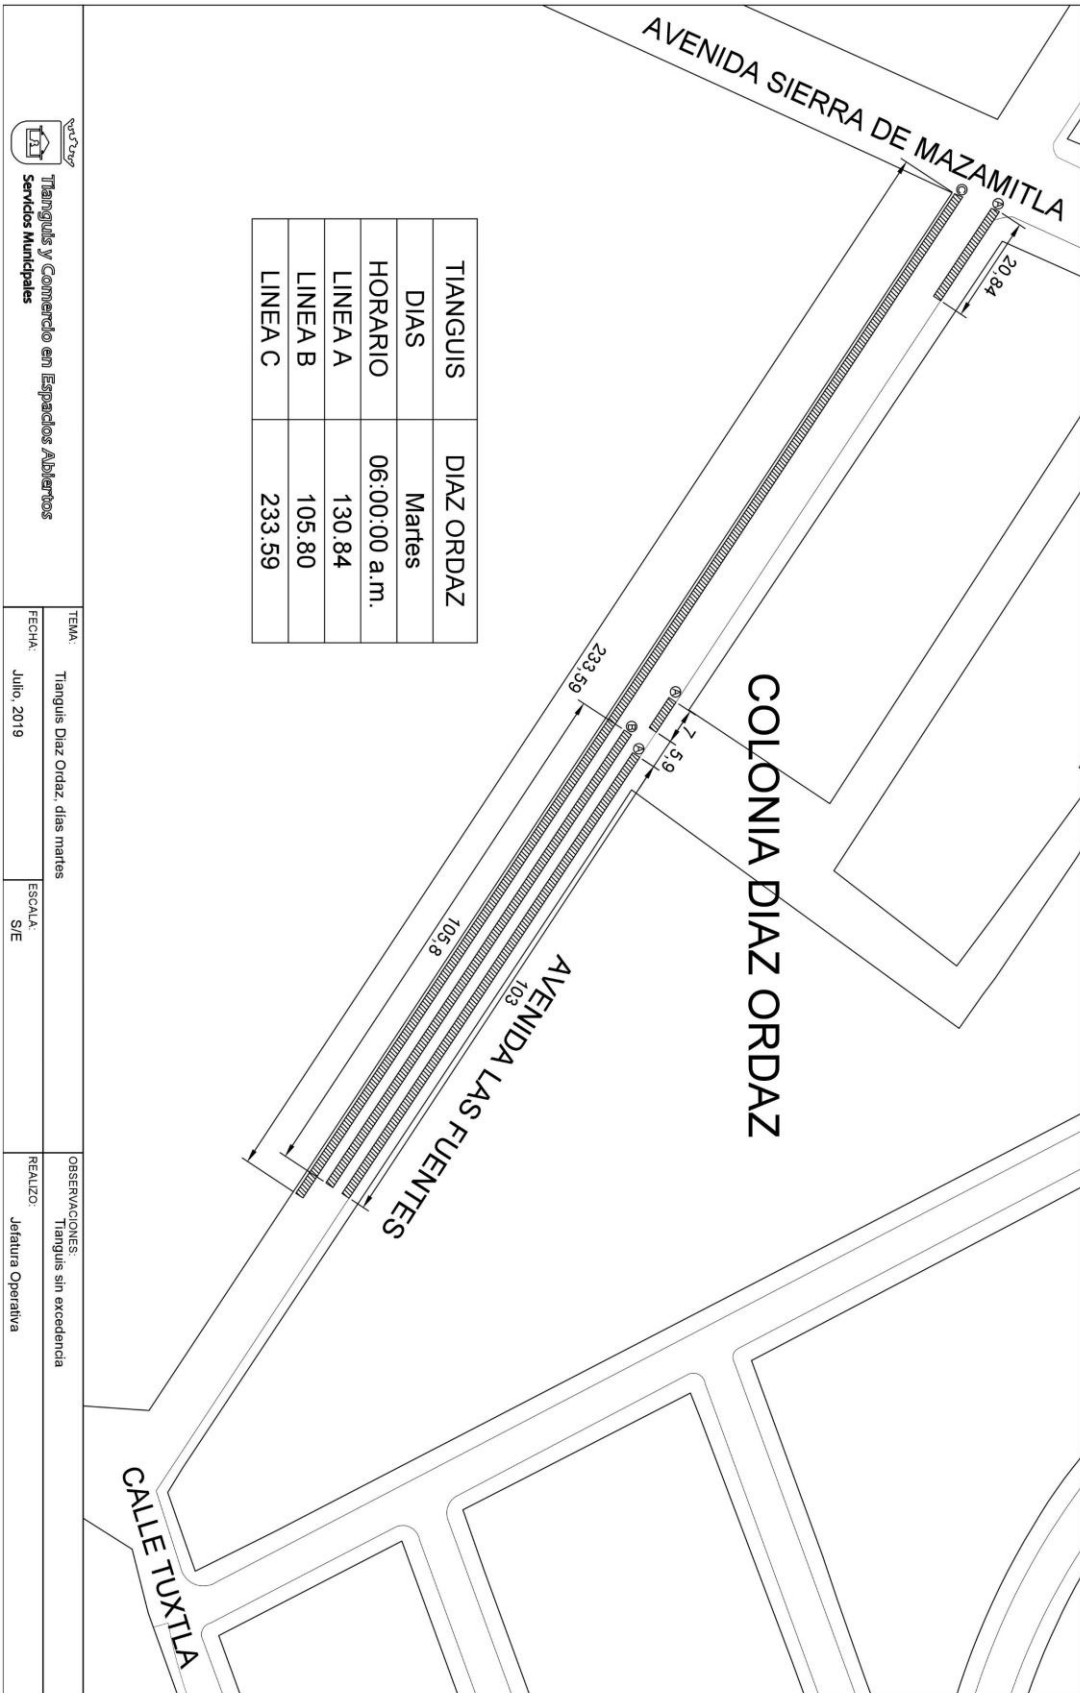 AVENIDA SIERRA DE MAZAMITLA
C
A
20,84
COLONIA DIAZ ORDAZ
A
7
5,9
B
A
233,59
105,8
103
AVENIDA LAS FUENTES
CALLE TUXTLA
TIANGUIS DIAZ ORDAZ
DIAS Martes
HORARIO 06:00:00 a.m.
LINEA A 130.84
LINEA B 105.80
LINEA C 233.59
Tianguis y Comercio en Espacios Abiertos
Servicios Municipales
TEMA:
Tianguis Diaz Ordaz, dias martes
FECHA:
Julio, 2019
ESCALA:
S/E
OBSERVACIONES:
Tianguis sin excedencia
REALIZO:
Jefatura Operativa